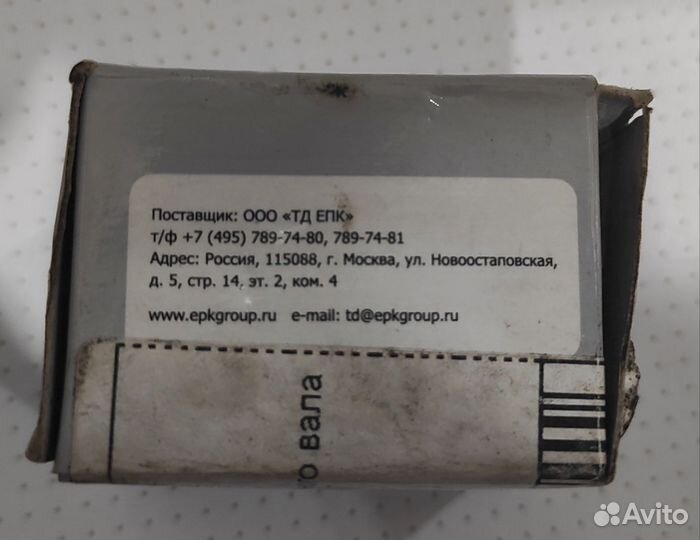 Поставщик: ООО «ТД ЕПК»
т/ф +7 (495) 789-74-80, 789-74-81
Адрес: Россия, 115088, г. Москва, ул. Новоостаповская,
д. 5, стр. 14, эт. 2, ком. 4
www.epkgroup.ru e-mail: td@epkgroup.ru
го вала
Avito